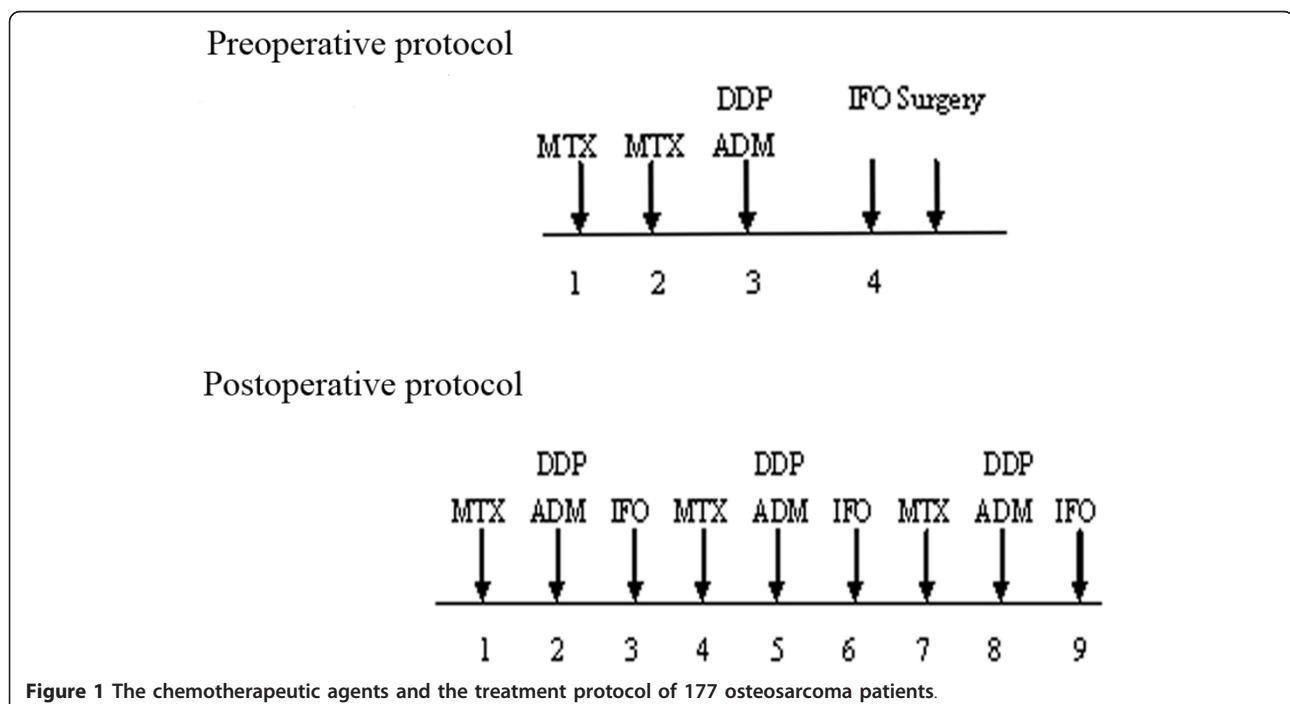 Preoperative protocol
DDP IFO Surgery
MTX MTX ADM
1 2 3 4
Postoperative protocol
DDP DDP DDP
MTX ADM IFO MTX ADM IFO MTX ADM IFO
1 2 3 4 5 6 7 8 9
Figure 1 The chemotherapeutic agents and the treatment protocol of 177 osteosarcoma patients.